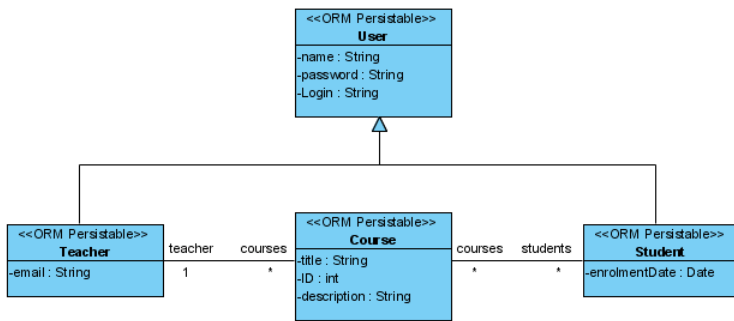 <<ORM Persistable>>
User
-name : String
-password : String
-Login : String
<<ORM Persistable>>
Teacher
-email : String
teacher
1
courses
*
<<ORM Persistable>>
Course
-title : String
-ID : int
-description : String
courses
*
students
*
<<ORM Persistable>>
Student
-enrolmentDate : Date